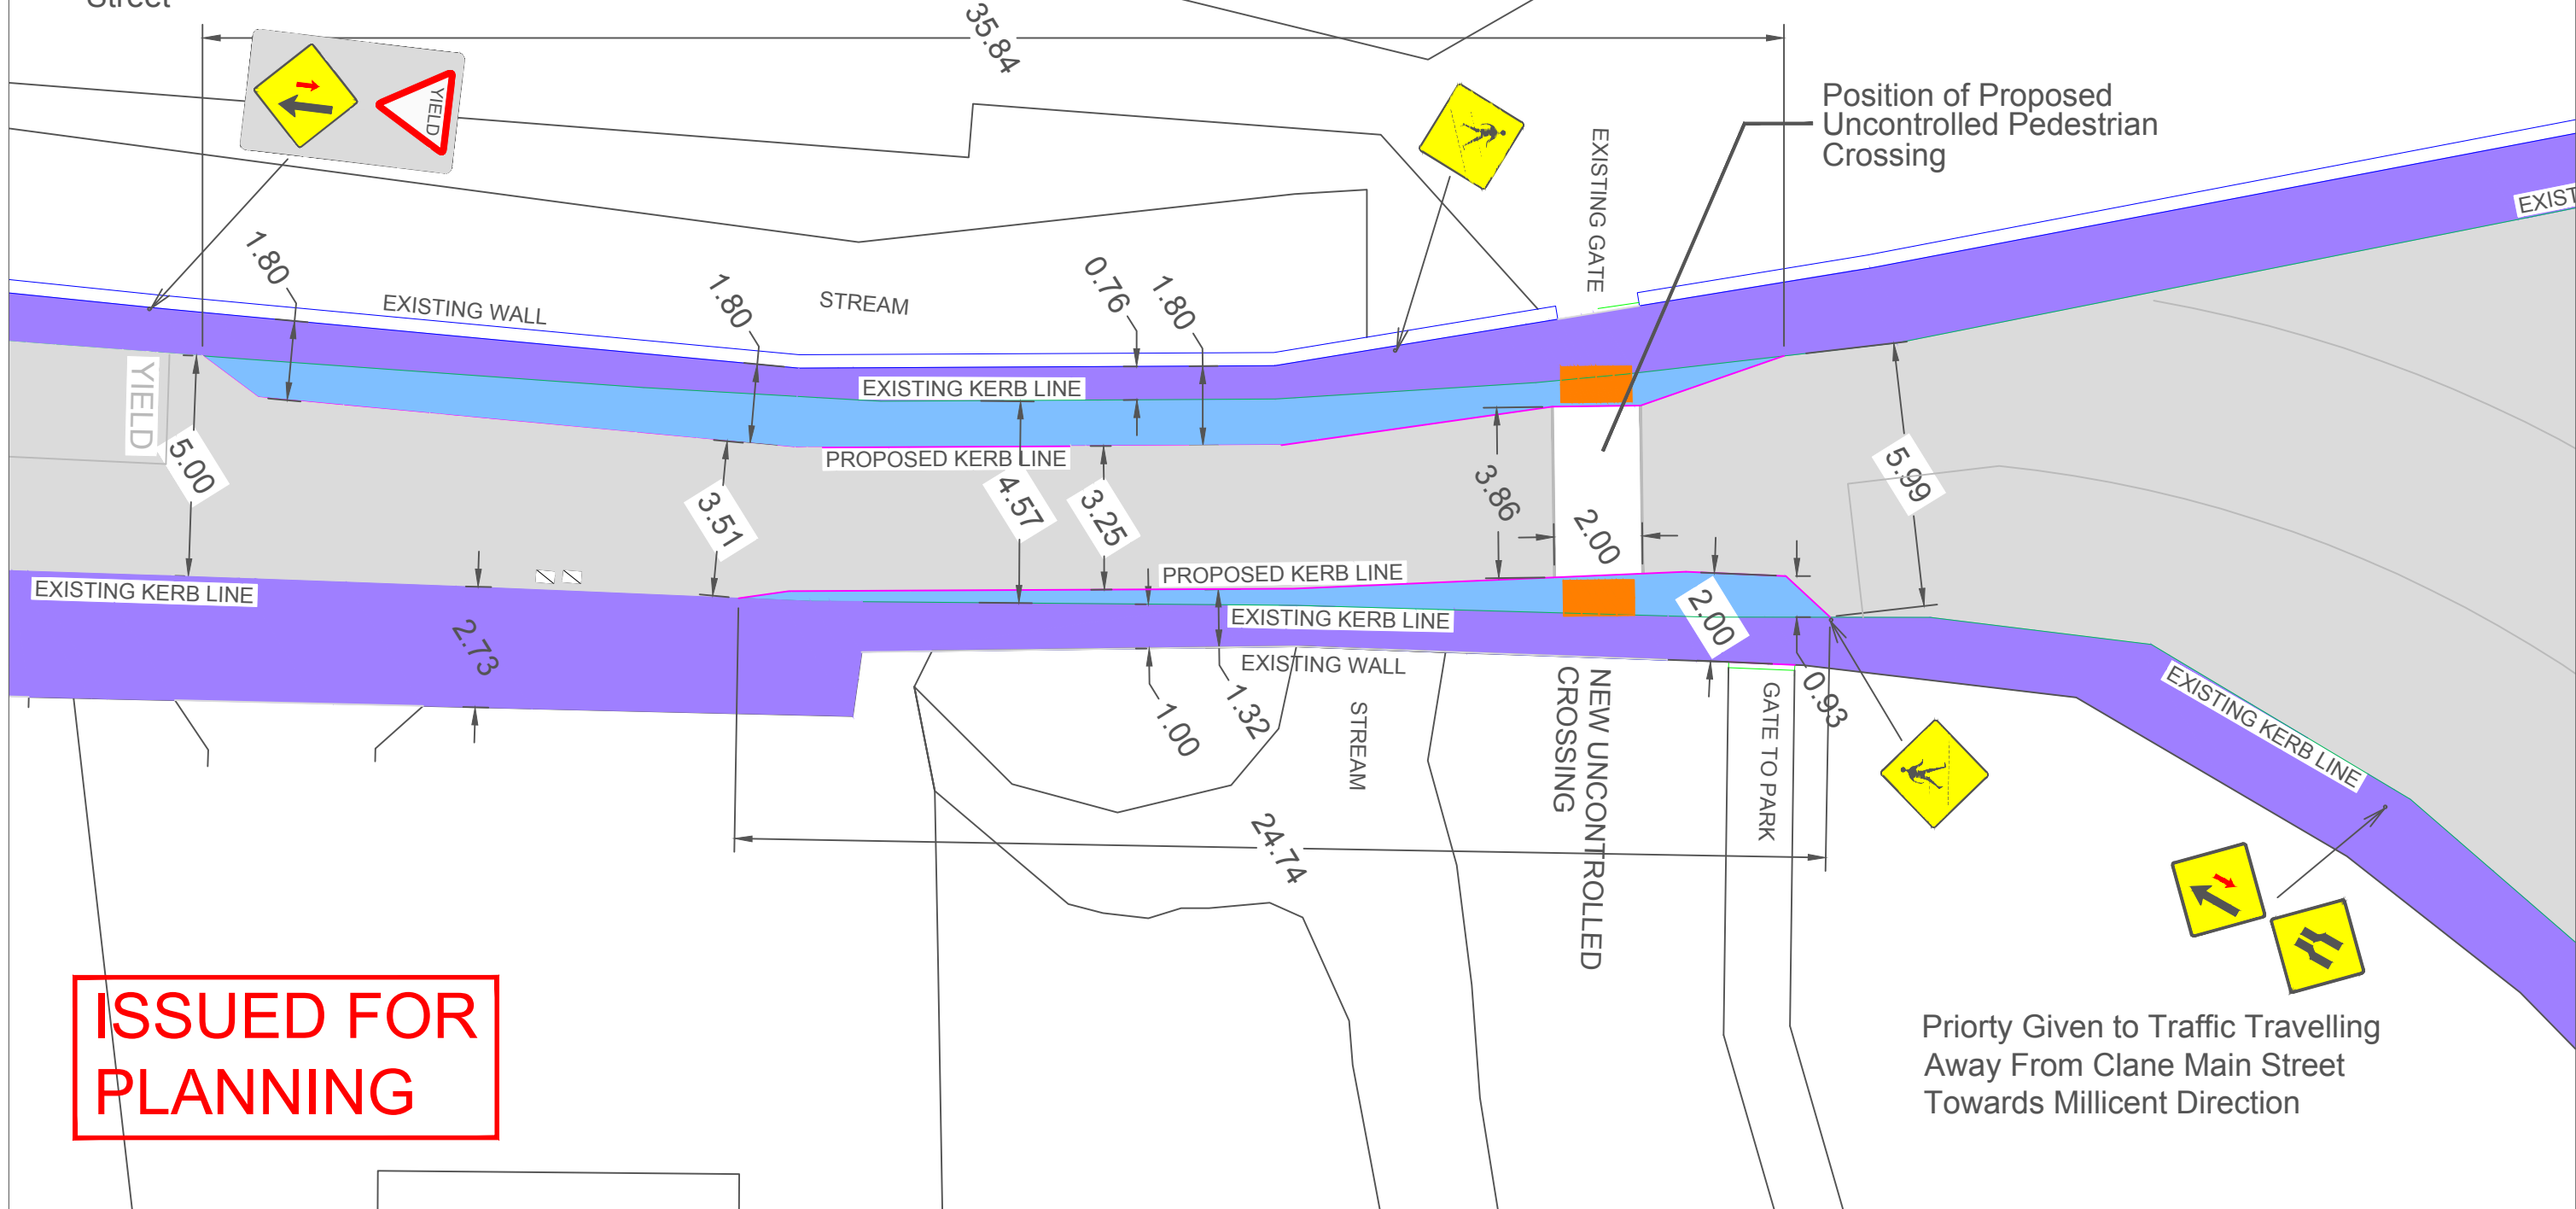 Street
35.84
YIELD
Position of Proposed
Uncontrolled Pedestrian
Crossing
EXISTING GATE
1.80
EXISTING WALL
1.80
STREAM
0.76
1.80
EXISTING KERB LINE
PROPOSED KERB LINE
YIELD
5.00
3.51
4.57
3.25
3.86
2.00
5.99
EXISTING KERB LINE
2.73
PROPOSED KERB LINE
EXISTING KERB LINE
EXISTING WALL
1.00
1.32
STREAM
2.00
0.93
NEW UNCONTROLLED
CROSSING
GATE TO PARK
EXISTING KERB LINE
24.74
ISSUED FOR
PLANNING
Priorty Given to Traffic Travelling
Away From Clane Main Street
Towards Millicent Direction